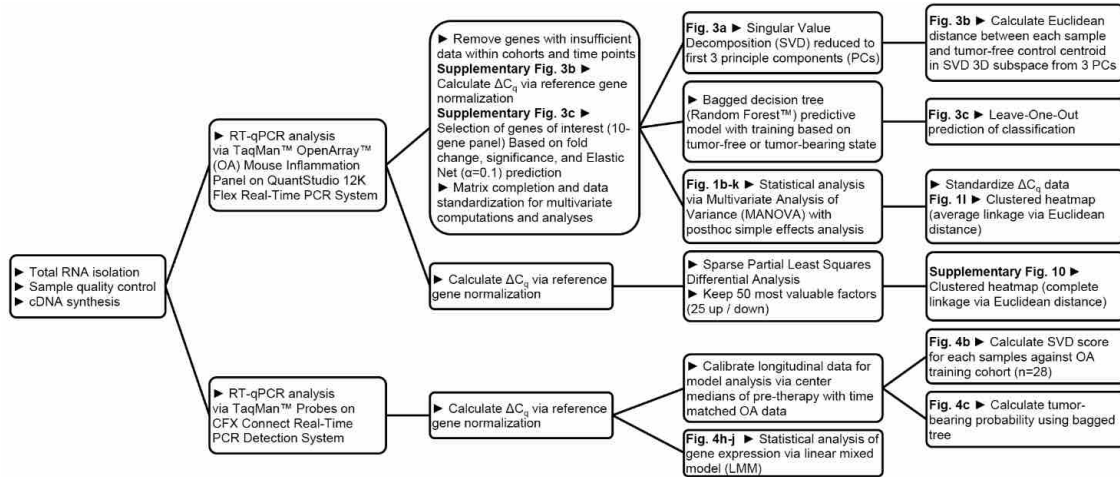 ► Total RNA isolation
► Sample quality control
► cDNA synthesis
► RT-qPCR analysis
via TaqMan™ OpenArray™
(OA) Mouse Inflammation
Panel on QuantStudio 12K
Flex Real-Time PCR System
► RT-qPCR analysis
via TaqMan™ Probes on
CFX Connect Real-Time
PCR Detection System
► Remove genes with insufficient
data within cohorts and time points
Supplementary Fig. 3b ►
Calculate ΔCq via reference gene
normalization
Supplementary Fig. 3c ►
Selection of genes of interest (10-
gene panel) Based on fold
change, significance, and Elastic
Net (α=0.1) prediction
► Matrix completion and data
standardization for multivariate
computations and analyses
► Calculate ΔCq via reference
gene normalization
► Calculate ΔCq via reference
gene normalization
Fig. 3a ► Singular Value
Decomposition (SVD) reduced to
first 3 principle components (PCs)
► Bagged decision tree
(Random Forest™) predictive
model with training based on
tumor-free or tumor-bearing state
Fig. 1b-k ► Statistical analysis
via Multivariate Analysis of
Variance (MANOVA) with
posthoc simple effects analysis
► Sparse Partial Least Squares
Differential Analysis
► Keep 50 most valuable factors
(25 up / down)
► Calibrate longitudinal data for
model analysis via center
medians of pre-therapy with time
matched OA data
Fig. 4h-j ► Statistical analysis of
gene expression via linear mixed
model (LMM)
Fig. 3b ► Calculate Euclidean
distance between each sample
and tumor-free control centroid
in SVD 3D subspace from 3 PCs
Fig. 3c ► Leave-One-Out
prediction of classification
► Standardize ΔCq data
Fig. 1l ► Clustered heatmap
(average linkage via Euclidean
distance)
Supplementary Fig. 10 ►
Clustered heatmap (complete
linkage via Euclidean distance)
Fig. 4b ► Calculate SVD score
for each samples against OA
training cohort (n=28)
Fig. 4c ► Calculate tumor-
bearing probability using bagged
tree